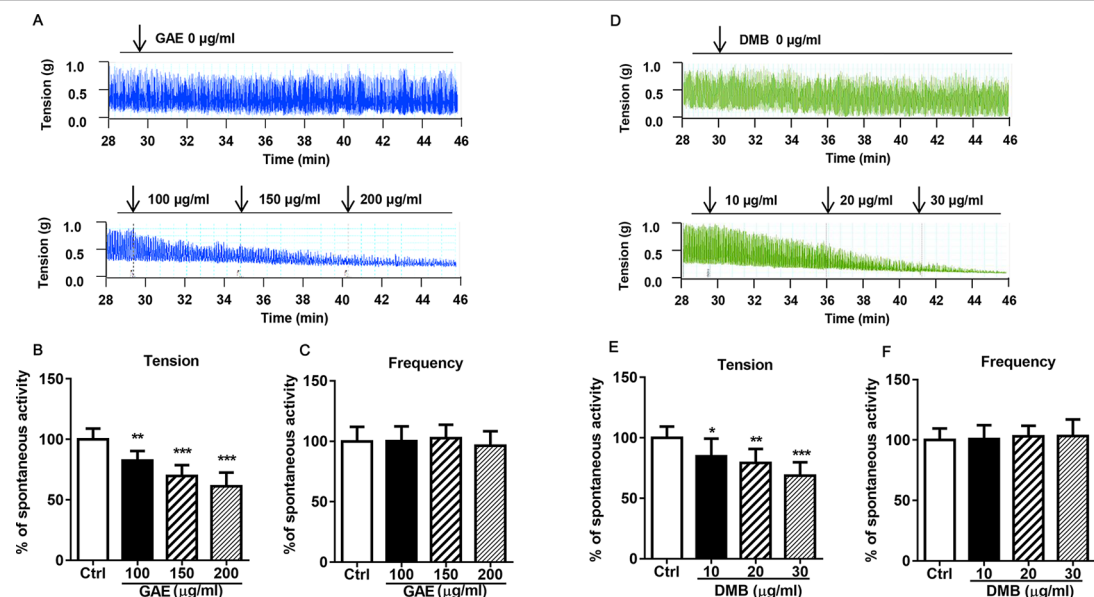 A
GAE 0 µg/ml
Tension (g)
1.0
0.5
0.0
28 30 32 34 36 38 40 42 44 46
Time (min)
100 µg/ml 150 µg/ml 200 µg/ml
Tension (g)
1.0
0.5
0.0
28 30 32 34 36 38 40 42 44 46
Time (min)
D
DMB 0 µg/ml
Tension (g)
1.0
0.5
0.0
28 30 32 34 36 38 40 42 44 46
Time (min)
10 µg/ml 20 µg/ml 30 µg/ml
Tension (g)
1.0
0.5
0.0
28 30 32 34 36 38 40 42 44 46
Time (min)
B
Tension
% of spontaneous activity
150
100
50
0
** *** ***
Ctrl 100 150 200
GAE (µg/ml)
C
Frequency
%of spontaneous activity
150
100
50
0
Ctrl 100 150 200
GAE (µg/ml)
E
Tension
% of spontaneous activity
150
100
50
0
* ** ***
Ctrl 10 20 30
DMB (µg/ml)
F
Frequency
% of spontaneous activity
150
100
50
0
Ctrl 10 20 30
DMB (µg/ml)